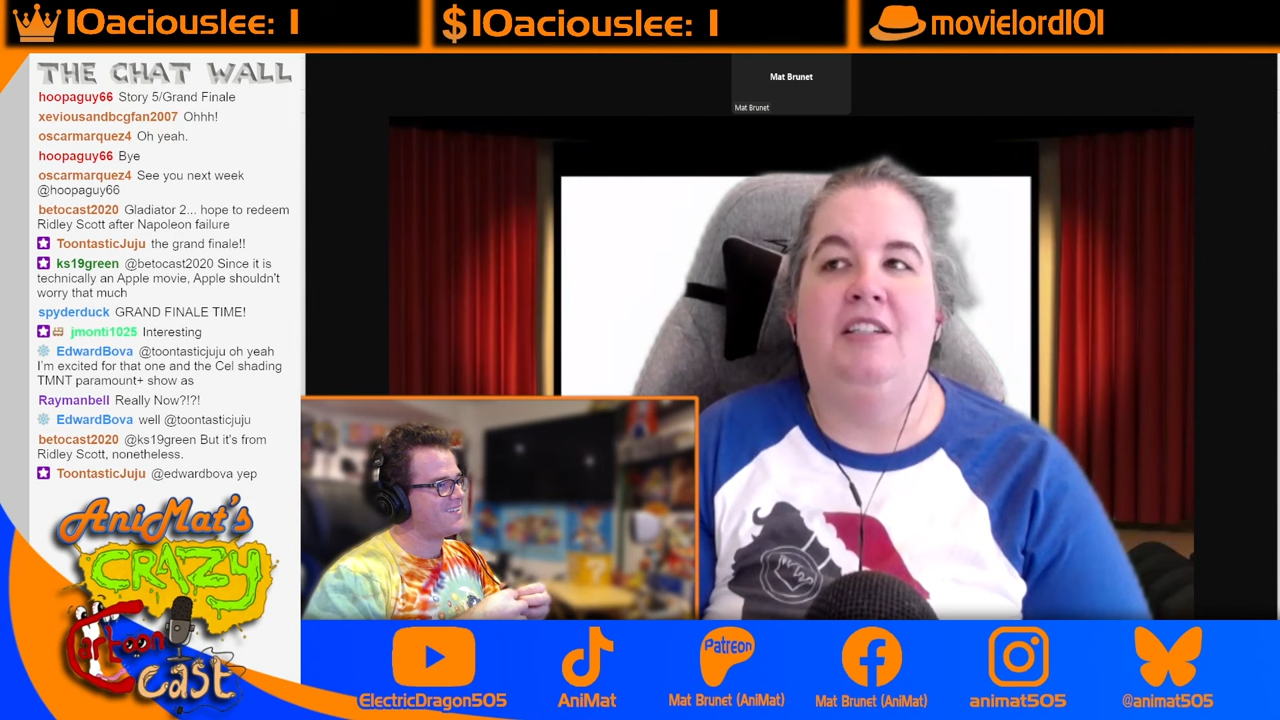 10aciouslee: 1
$10aciouslee: 1
movielord101
THE CHAT WALL
hoopaguy66 Story 5/Grand Finale
xeviousandbcgfan2007 Ohhh!
oscarmarquez4 Oh yeah.
hoopaguy66 Bye
oscarmarquez4 See you next week
@hoopaguy66
betocast2020 Gladiator 2... hope to redeem
Ridley Scott after Napoleon failure
ToontasticJuju the grand finale!!
ks19green @betocast2020 Since it is
technically an Apple movie, Apple shouldn't
worry that much
spyderduck GRAND FINALE TIME!
jmonti1025 Interesting
EdwardBova @toontasticjuju oh yeah
I'm excited for that one and the Cel shading
TMNT paramount+ show as
Raymanbell Really Now?!?!
EdwardBova well @toontasticjuju
betocast2020 @ks19green But it's from
Ridley Scott, nonetheless.
ToontasticJuju @edwardbova yep
AniMat's
CRAZY
Cartoon
Cast
Mat Brunet
Mat Brunet
Patreon
ElectricDragon505
AniMat
Mat Brunet (AniMat)
Mat Brunet (AniMat)
animat505
@animat505